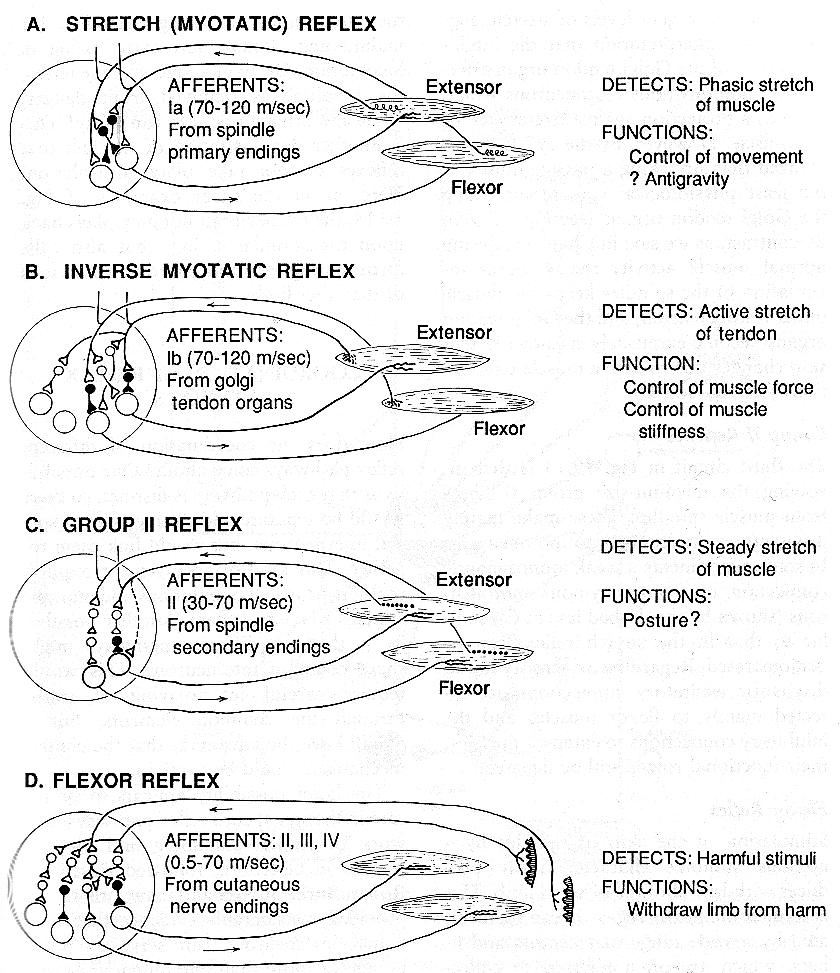 A. STRETCH (MYOTATIC) REFLEX
AFFERENTS:
Ia (70-120 m/sec)
From spindle
primary endings
Extensor
Flexor
DETECTS: Phasic stretch
of muscle
FUNCTIONS:
Control of movement
? Antigravity
B. INVERSE MYOTATIC REFLEX
AFFERENTS:
Ib (70-120 m/sec)
From golgi
tendon organs
Extensor
Flexor
DETECTS: Active stretch
of tendon
FUNCTION:
Control of muscle force
Control of muscle
stiffness
C. GROUP II REFLEX
AFFERENTS:
II (30-70 m/sec)
From spindle
secondary endings
Extensor
Flexor
DETECTS: Steady stretch
of muscle
FUNCTIONS:
Posture?
D. FLEXOR REFLEX
AFFERENTS: II, III, IV
(0.5-70 m/sec)
From cutaneous
nerve endings
DETECTS: Harmful stimuli
FUNCTIONS:
Withdraw limb from harm